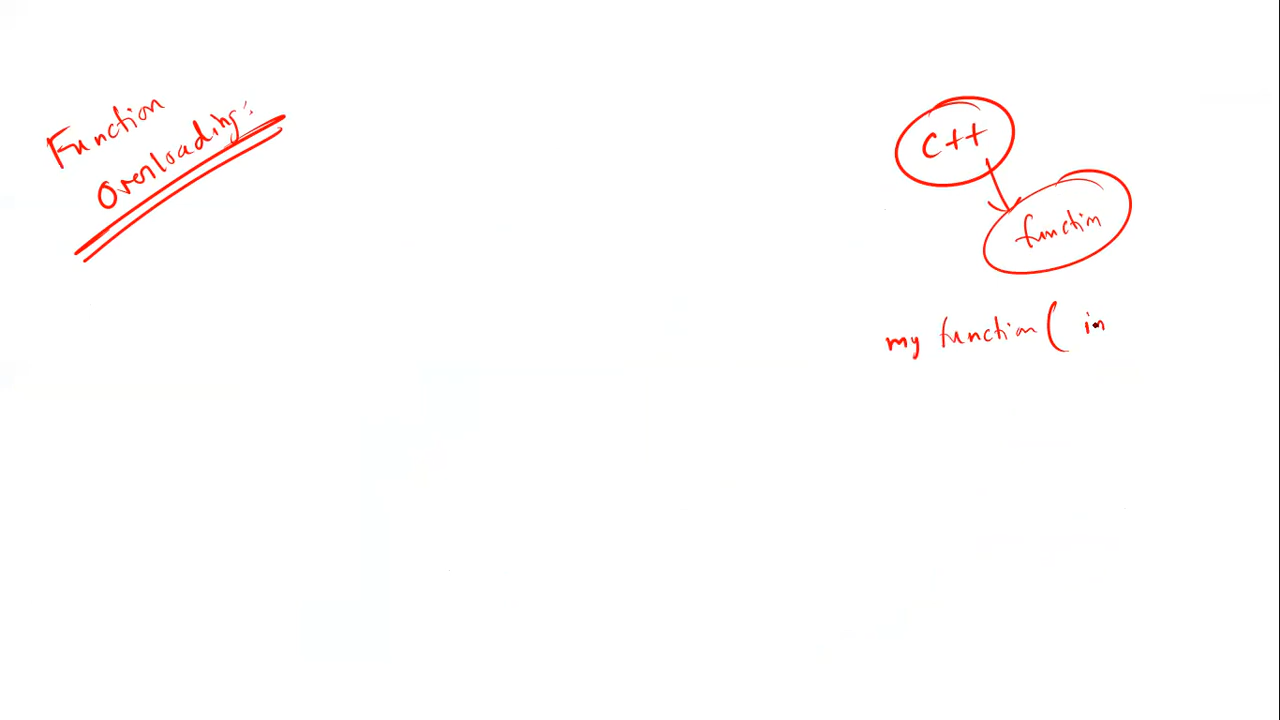 Function
Overloading:
C++
function
my function( in